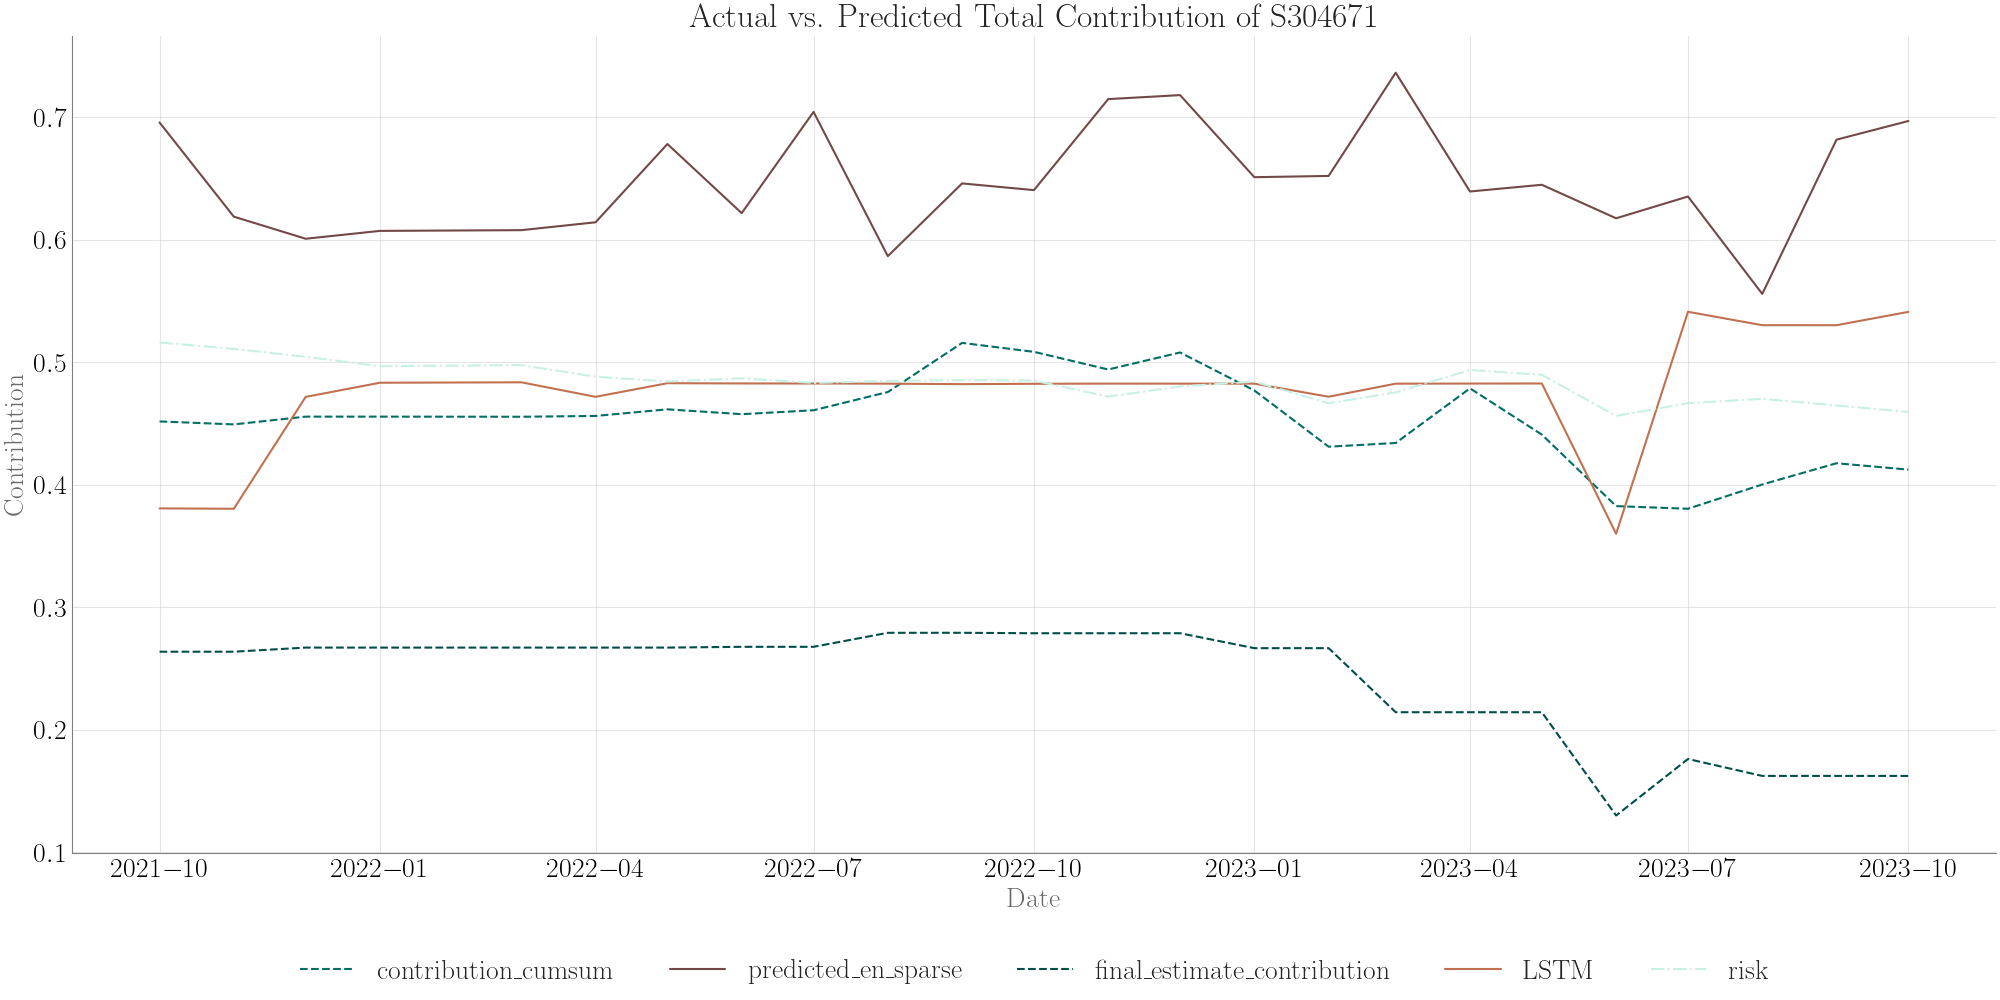 Actual vs. Predicted Total Contribution of S304671
Contribution
0.7
0.6
0.5
0.4
0.3
0.2
0.1
2021–10 2022–01 2022–04 2022–07 2022–10 2023–01 2023–04 2023–07 2023–10
Date
contribution_cumsum predicted_en_sparse final_estimate_contribution LSTM risk